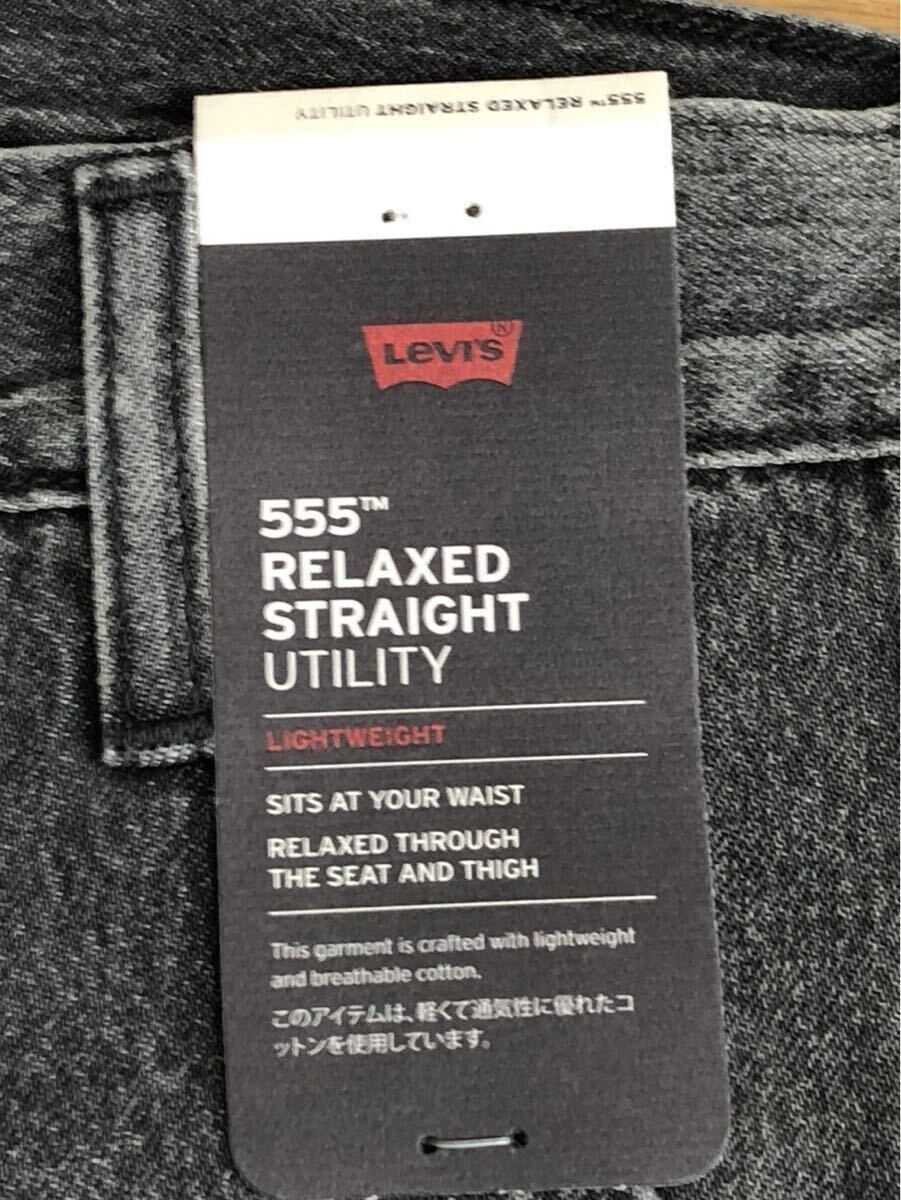 555™ RELAXED STRAIGHT UTILITY
LEVI'S®
555™
RELAXED
STRAIGHT
UTILITY
LIGHTWEIGHT
SITS AT YOUR WAIST
RELAXED THROUGH
THE SEAT AND THIGH
This garment is crafted with lightweight
and breathable cotton.
このアイテムは、軽くて通気性に優れたコ
ットンを使用しています。